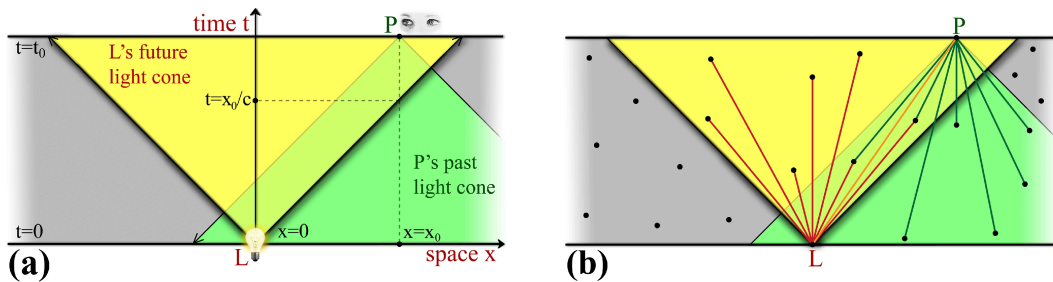 time t
P
t=t₀
L's future
light cone
t=x₀/c
P's past
light cone
t=0
x=0
x=x₀
L
space x
(a)
P
L
(b)